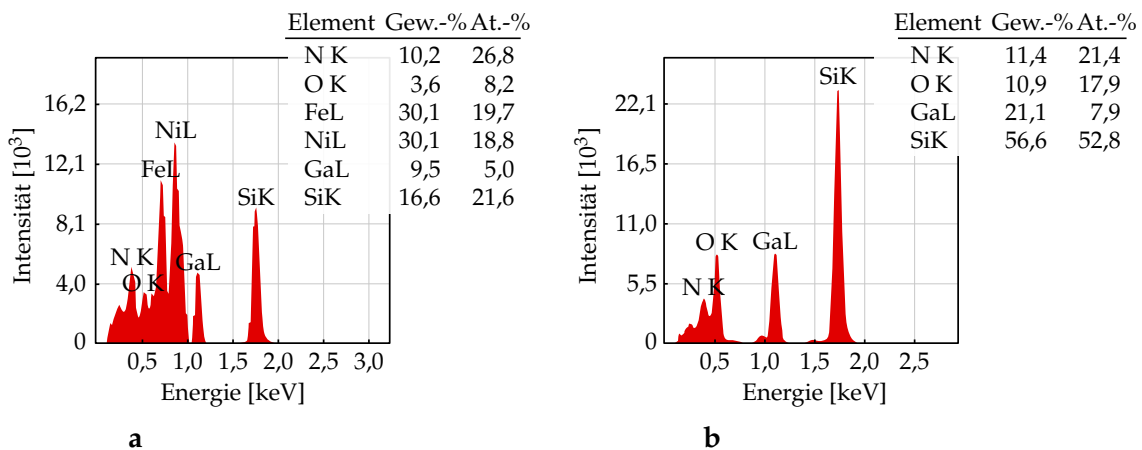 Element Gew.-% At.-%
N K 10,2 26,8
O K 3,6 8,2
FeL 30,1 19,7
NiL 30,1 18,8
GaL 9,5 5,0
SiK 16,6 21,6
Intensität [10³]
16,2
12,1
8,1
4,0
0
NiL
FeL
N K
O K
GaL
SiK
0,5 1,0 1,5 2,0 2,5 3,0
Energie [keV]
a
Element Gew.-% At.-%
N K 11,4 21,4
O K 10,9 17,9
GaL 21,1 7,9
SiK 56,6 52,8
Intensität [10³]
22,1
16,5
11,0
5,5
0
SiK
O K
GaL
N K
0,5 1,0 1,5 2,0 2,5
Energie [keV]
b